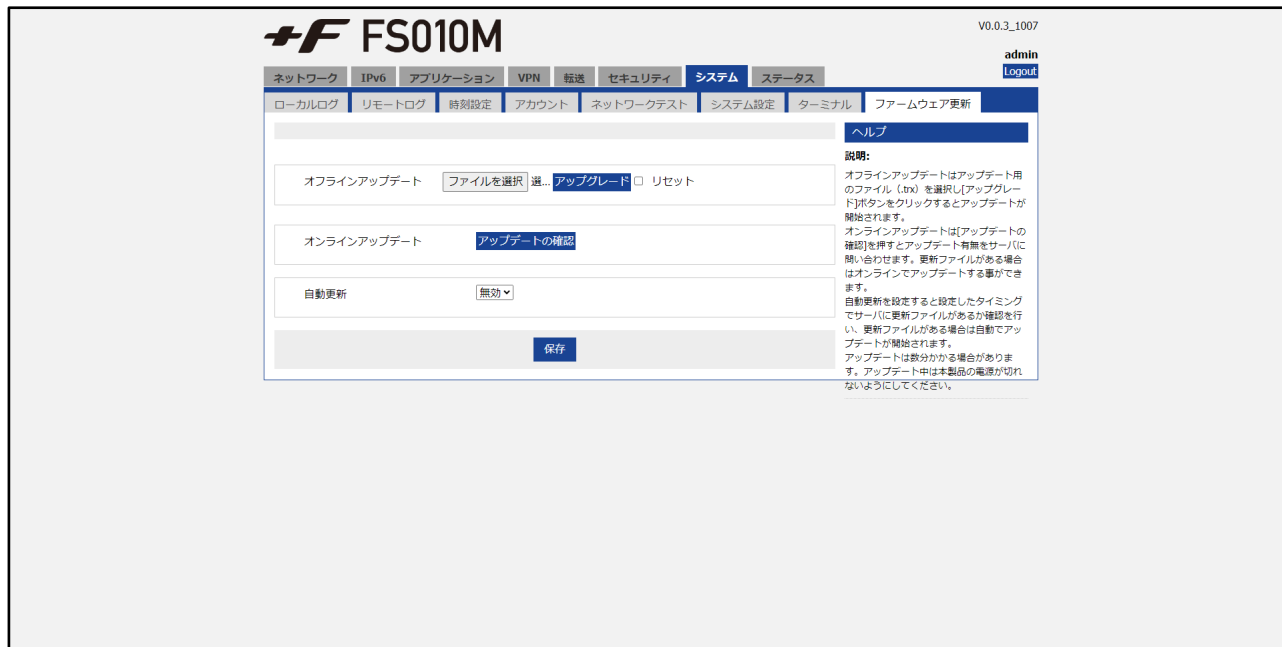 +F FS010M
V0.0.3_1007
admin
Logout
ネットワーク IPv6 アプリケーション VPN 転送 セキュリティ システム ステータス
ローカルログ リモートログ 時刻設定 アカウント ネットワークテスト システム設定 ターミナル ファームウェア更新
ヘルプ
説明:
オフラインアップデート ファイルを選択 選... アップグレード リセット
オンラインアップデート アップデートの確認
自動更新 無効
保存
オフラインアップデートはアップデート用
のファイル（.trx）を選択し[アップグレー
ド]ボタンをクリックするとアップデートが
開始されます。
オンラインアップデートは[アップデートの
確認]を押すとアップデート有無をサーバに
問い合わせます。更新ファイルがある場合
はオンラインでアップデートする事ができ
ます。
自動更新を設定すると設定したタイミング
でサーバに更新ファイルがあるか確認を行
い、更新ファイルがある場合は自動でアッ
プデートが開始されます。
アップデートは数分かかる場合がありま
す。アップデート中は本製品の電源が切れ
ないようにしてください。